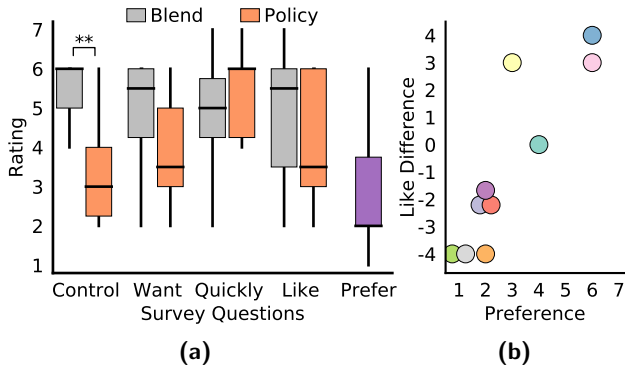 Blend Policy
7
6
5
4
3
2
1
**
Rating
Control Want Quickly Like Prefer
Survey Questions
(a)
4
3
2
1
0
-1
-2
-3
-4
Like Difference
1 2 3 4 5 6 7
Preference
(b)